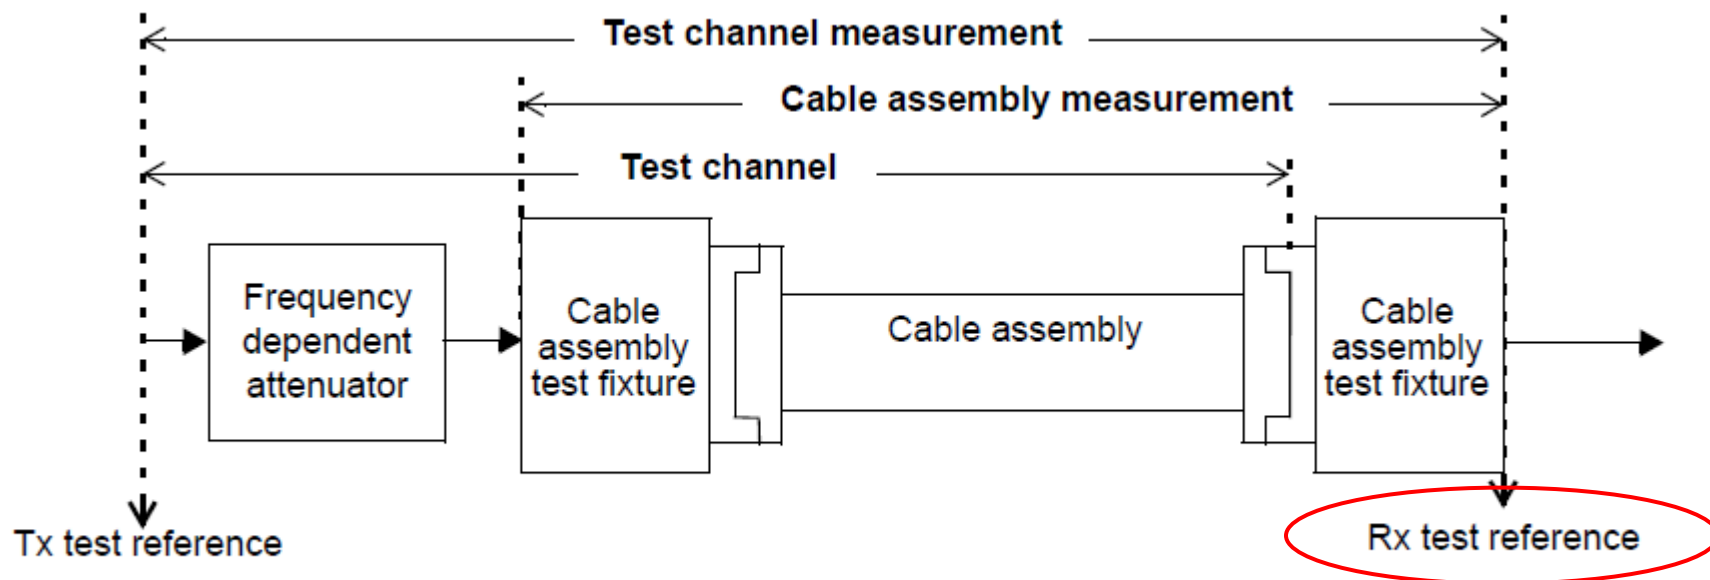 Test channel measurement
Cable assembly measurement
Test channel
Frequency
dependent
attenuator
Cable
assembly
test fixture
Cable assembly
Cable
assembly
test fixture
Tx test reference
Rx test reference